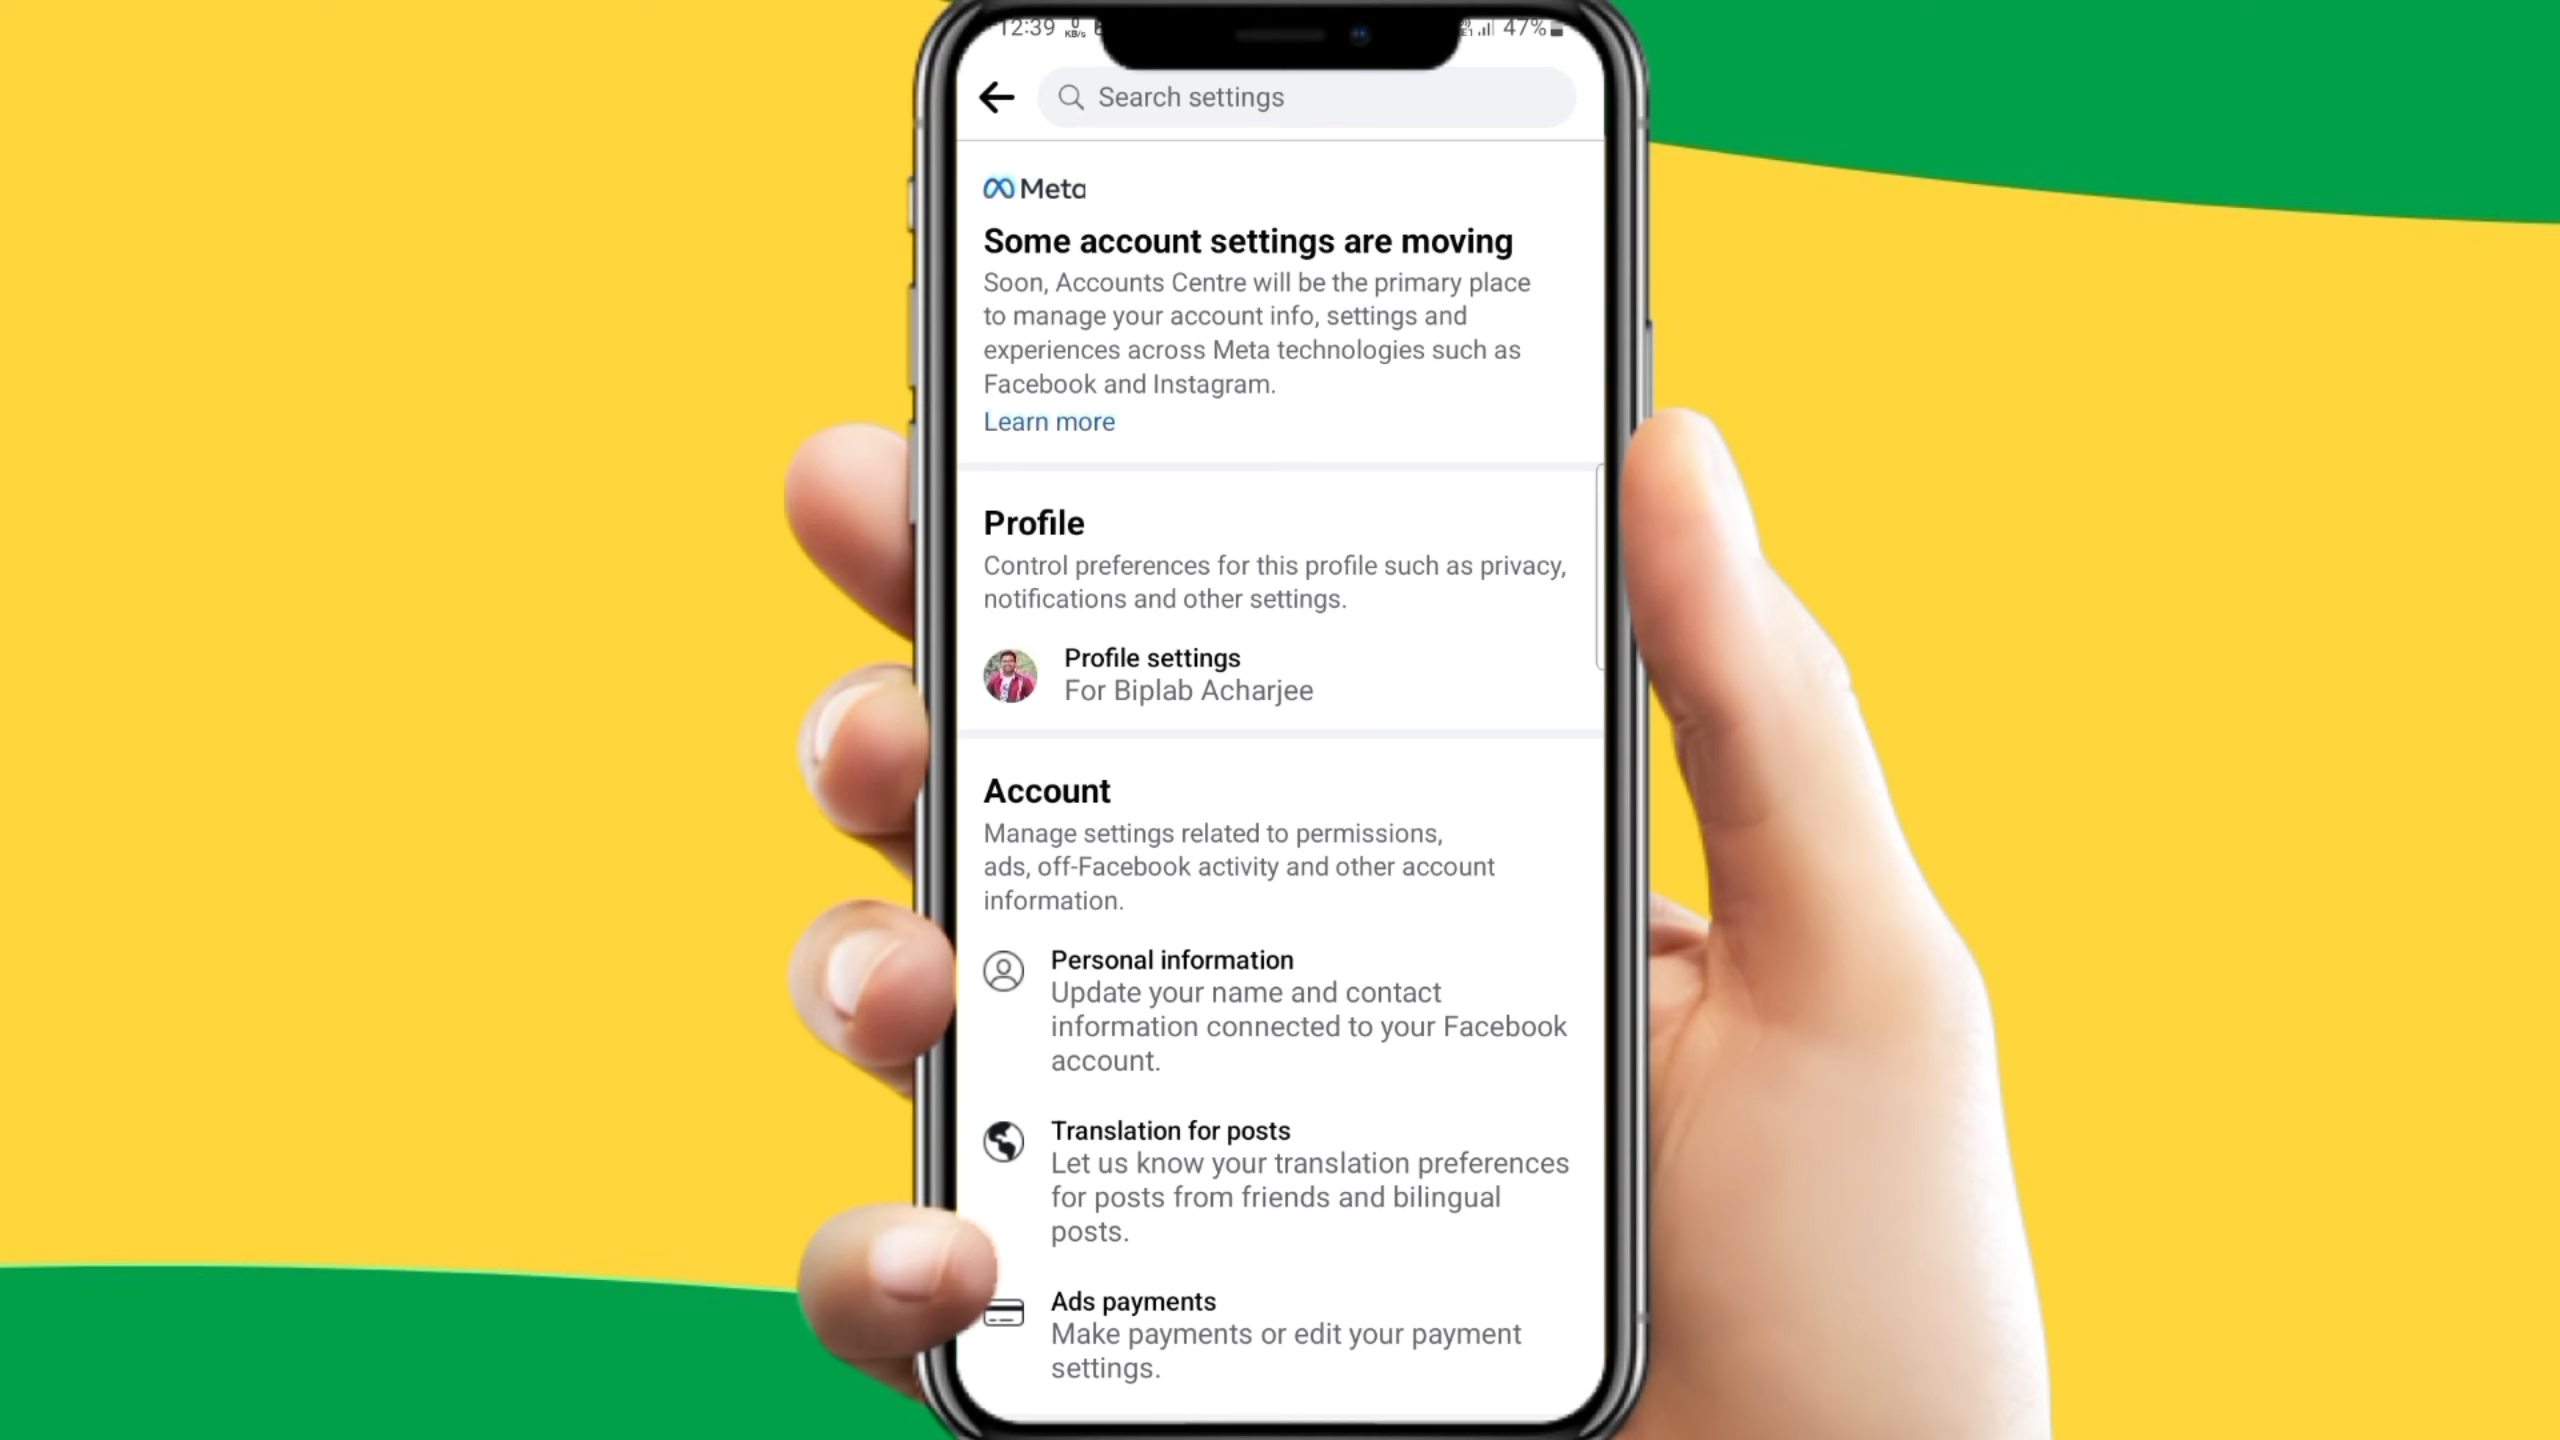 12:39
47%
Search settings
Meta
Some account settings are moving
Soon, Accounts Centre will be the primary place
to manage your account info, settings and
experiences across Meta technologies such as
Facebook and Instagram.
Learn more
Profile
Control preferences for this profile such as privacy,
notifications and other settings.
Profile settings
For Biplab Acharjee
Account
Manage settings related to permissions,
ads, off-Facebook activity and other account
information.
Personal information
Update your name and contact
information connected to your Facebook
account.
Translation for posts
Let us know your translation preferences
for posts from friends and bilingual
posts.
Ads payments
Make payments or edit your payment
settings.